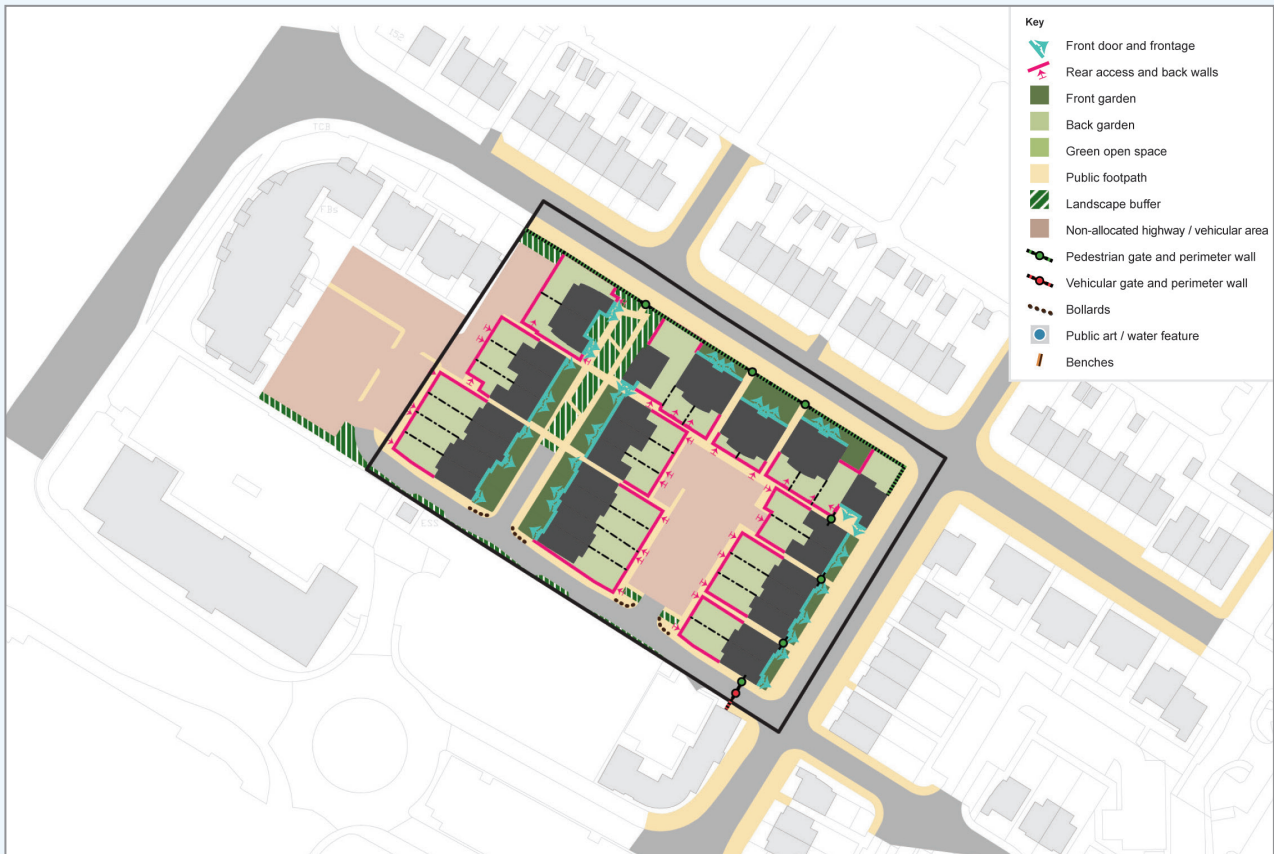 Key
Front door and frontage
Rear access and back walls
Front garden
Back garden
Green open space
Public footpath
Landscape buffer
Non-allocated highway / vehicular area
Pedestrian gate and perimeter wall
Vehicular gate and perimeter wall
Bollards
Public art / water feature
Benches